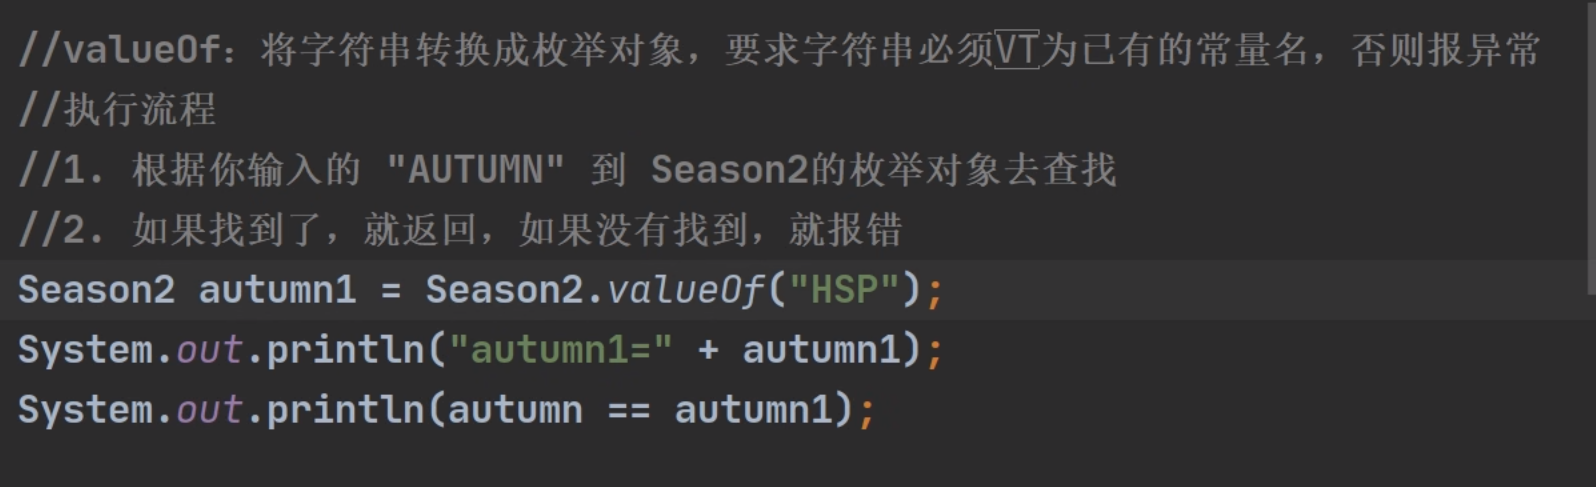 //valueOf：将字符串转换成枚举对象，要求字符串必须VT为已有的常量名，否则报异常
//执行流程
//1. 根据你输入的 "AUTUMN" 到 Season2的枚举对象去查找
//2. 如果找到了，就返回，如果没有找到，就报错
Season2 autumn1 = Season2.valueOf("HSP");
System.out.println("autumn1=" + autumn1);
System.out.println(autumn == autumn1);